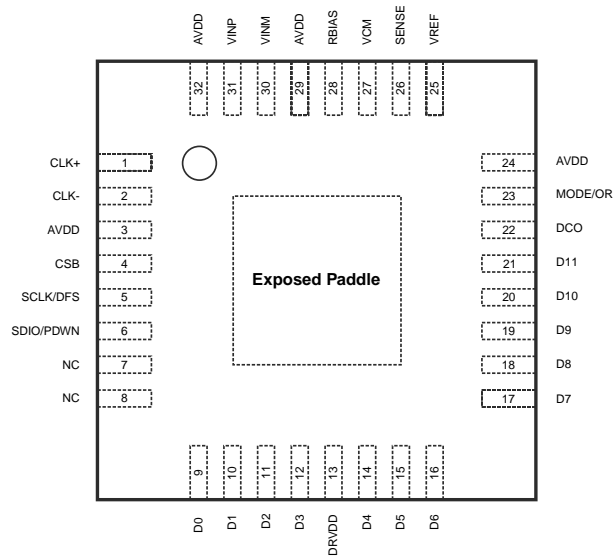 AVDD
VINP
VINM
AVDD
RBIAS
VCM
SENSE
VREF
32
31
30
29
28
27
26
25
CLK+ 1
CLK- 2
AVDD 3
CSB 4
SCLK/DFS 5
SDIO/PDWN 6
NC 7
NC 8
Exposed Paddle
24 AVDD
23 MODE/OR
22 DCO
21 D11
20 D10
19 D9
18 D8
17 D7
9
10
11
12
13
14
15
16
D0
D1
D2
D3
DRVDD
D4
D5
D6